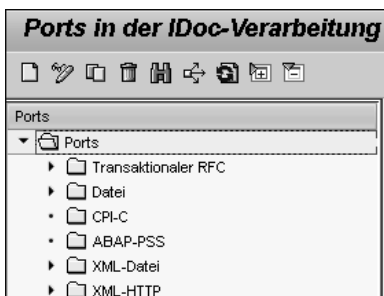 Ports in der IDoc-Verarbeitung
Ports
Ports
Transaktionaler RFC
Datei
CPI-C
ABAP-PSS
XML-Datei
XML-HTTP